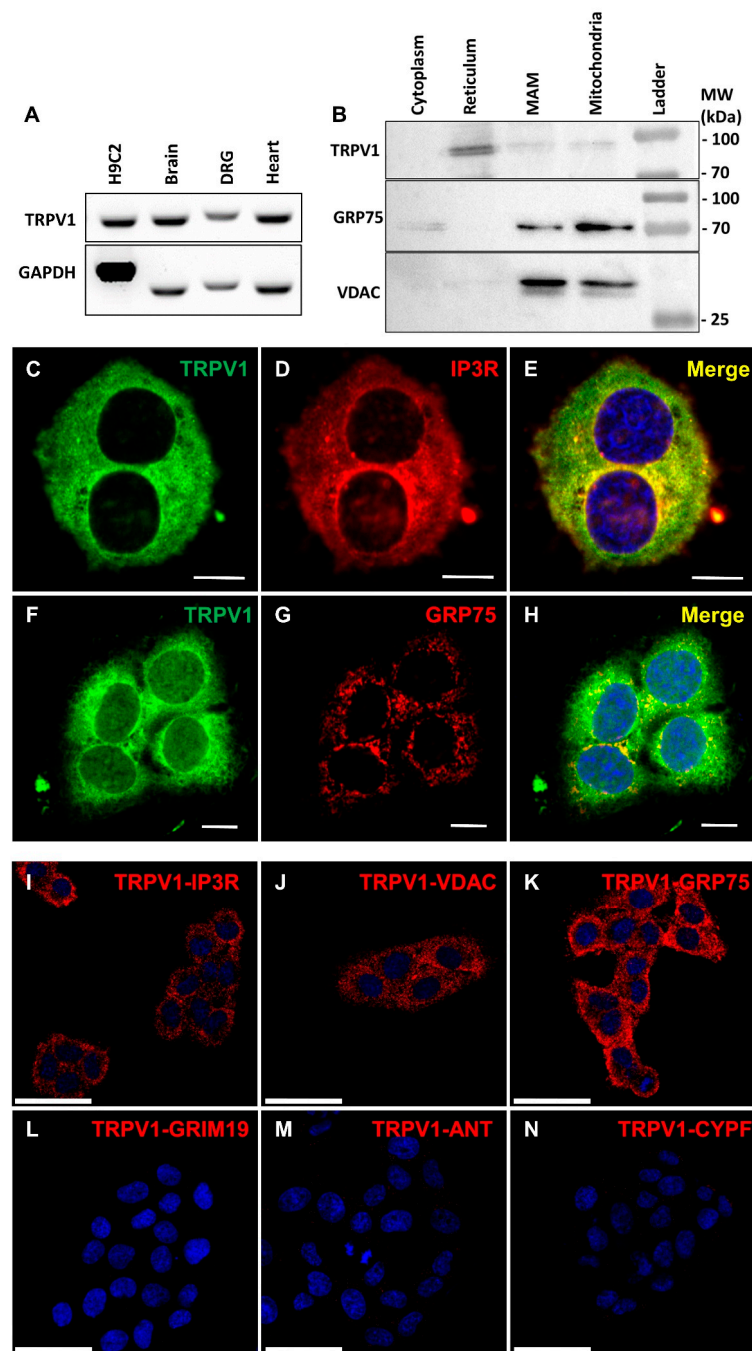 A
H9C2
Brain
DRG
Heart
TRPV1
GAPDH
B
Cytoplasm
Reticulum
MAM
Mitochondria
Ladder
MW
(kDa)
TRPV1
- 100
- 70
GRP75
- 100
- 70
VDAC
- 25
C TRPV1
D IP3R
E Merge
F TRPV1
G GRP75
H Merge
I TRPV1-IP3R
J TRPV1-VDAC
K TRPV1-GRP75
L TRPV1-GRIM19
M TRPV1-ANT
N TRPV1-CYPF